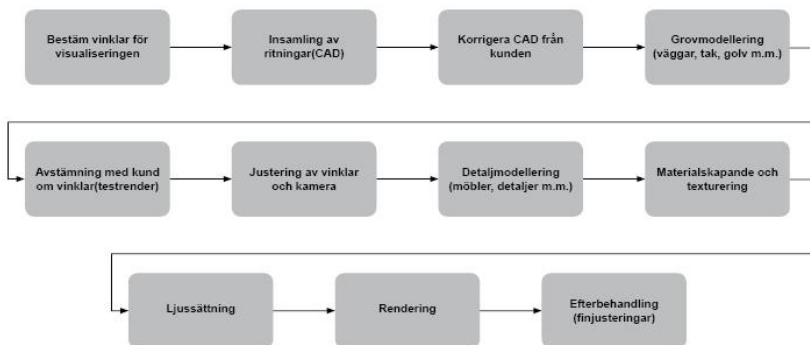 Bestäm vinklar för
visualiseringen
Insamling av
ritningar(CAD)
Korrigera CAD från
kunden
Grovmodellering
(väggar, tak, golv m.m.)
Avstämning med kund
om vinklar(testrender)
Justering av vinklar
och kamera
Detaljmodellering
(möbler, detaljer m.m.)
Materialskapande och
texturering
Ljussättning
Rendering
Efterbehandling
(finjusteringar)